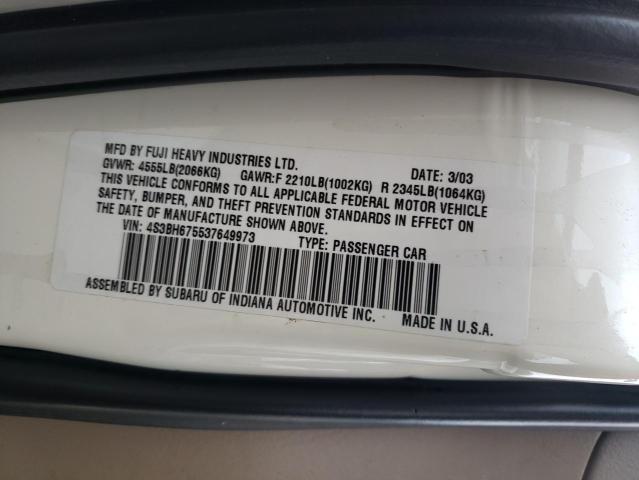 MFD BY FUJI HEAVY INDUSTRIES LTD. DATE: 3/03
GVWR: 4555LB(2066KG) GAWR:F 2210LB(1002KG) R 2345LB(1064KG)
THIS VEHICLE CONFORMS TO ALL APPLICABLE FEDERAL MOTOR VEHICLE
SAFETY, BUMPER, AND THEFT PREVENTION STANDARDS IN EFFECT ON
THE DATE OF MANUFACTURE SHOWN ABOVE.
VIN: 4S3BH675537649973 TYPE: PASSENGER CAR
ASSEMBLED BY SUBARU OF INDIANA AUTOMOTIVE INC. MADE IN U.S.A.